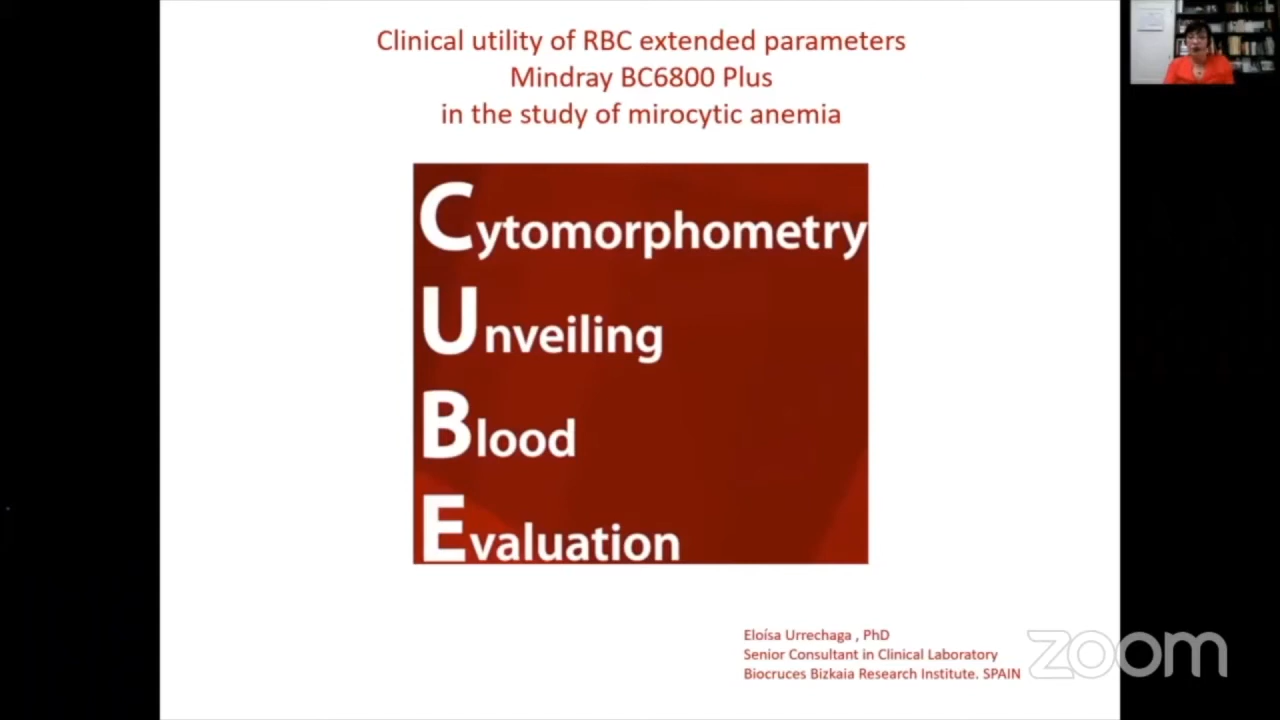 Clinical utility of RBC extended parameters
Mindray BC6800 Plus
in the study of mirocytic anemia
Cytomorphometry
Unveiling
Blood
Evaluation
Eloísa Urrechaga , PhD
Senior Consultant in Clinical Laboratory
Biocruces Bizkaia Research Institute. SPAIN
zoom